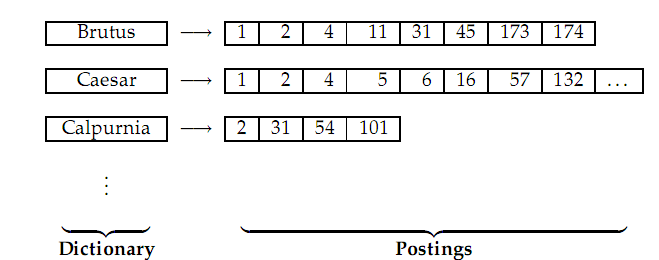 Brutus ⟶ 1 2 4 11 31 45 173 174
Caesar ⟶ 1 2 4 5 6 16 57 132 ...
Calpurnia ⟶ 2 31 54 101
⋮
Dictionary Postings